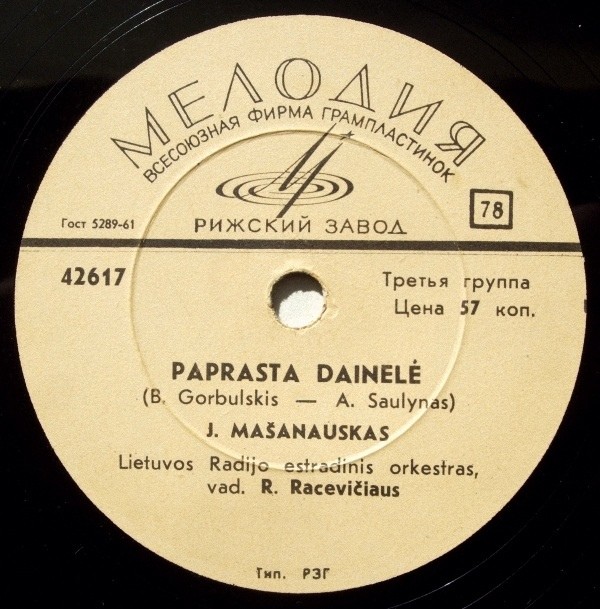 МЕЛОДИЯ
ВСЕСОЮЗНАЯ ФИРМА ГРАМПЛАСТИНОК
РИЖСКИЙ ЗАВОД
78
Гост 5289-61
42617
Третья группа
Цена 57 коп.
PAPRASTA DAINELĖ
(B. Gorbulskis — A. Saulynas)
J. MAŠANAUSKAS
Lietuvos Radijo estradinis orkestras,
vad. R. Racevičiaus
Тип. РЗГ